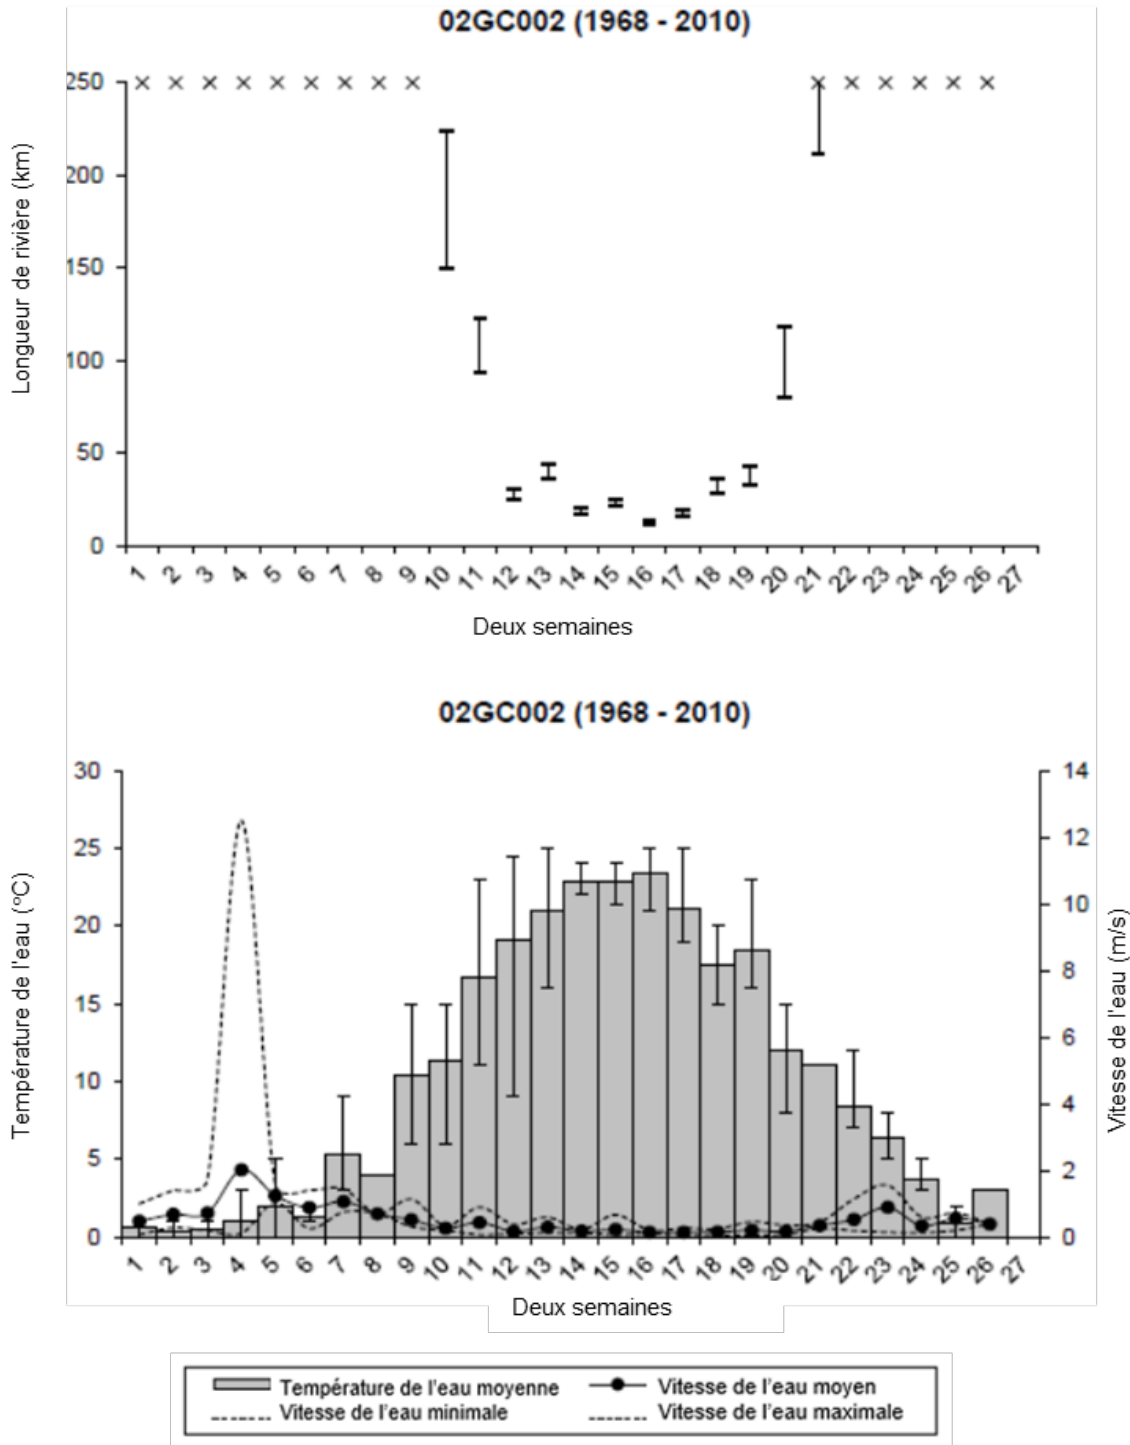 02GC002 (1968 - 2010)
Longueur de rivière (km)
250
200
150
100
50
0
1 2 3 4 5 6 7 8 9 10 11 12 13 14 15 16 17 18 19 20 21 22 23 24 25 26 27
Deux semaines
02GC002 (1968 - 2010)
Température de l'eau (°C)
30
25
20
15
10
5
0
14
12
10
8
6
4
2
0
Vitesse de l'eau (m/s)
1 2 3 4 5 6 7 8 9 10 11 12 13 14 15 16 17 18 19 20 21 22 23 24 25 26 27
Deux semaines
Température de l'eau moyenne
Vitesse de l'eau moyen
Vitesse de l'eau minimale
Vitesse de l'eau maximale